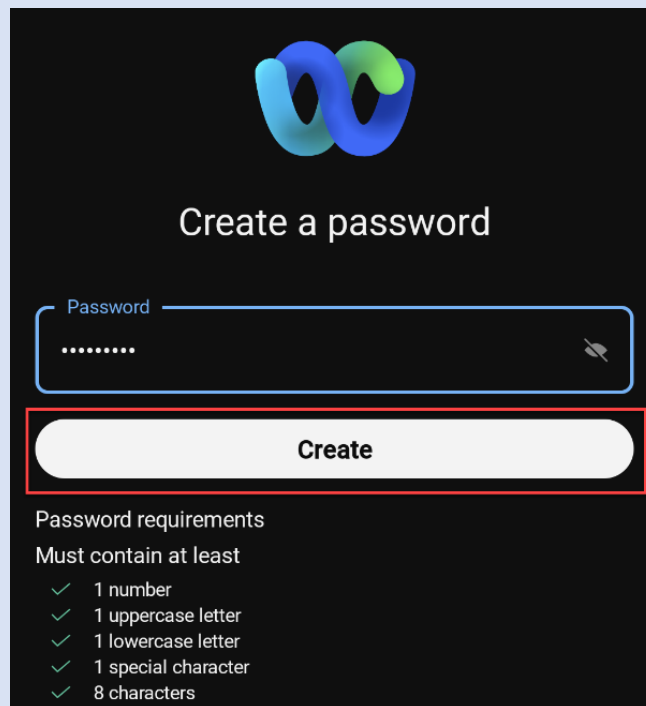 Create a password
Password
•••••••••
Create
Password requirements
Must contain at least
1 number
1 uppercase letter
1 lowercase letter
1 special character
8 characters